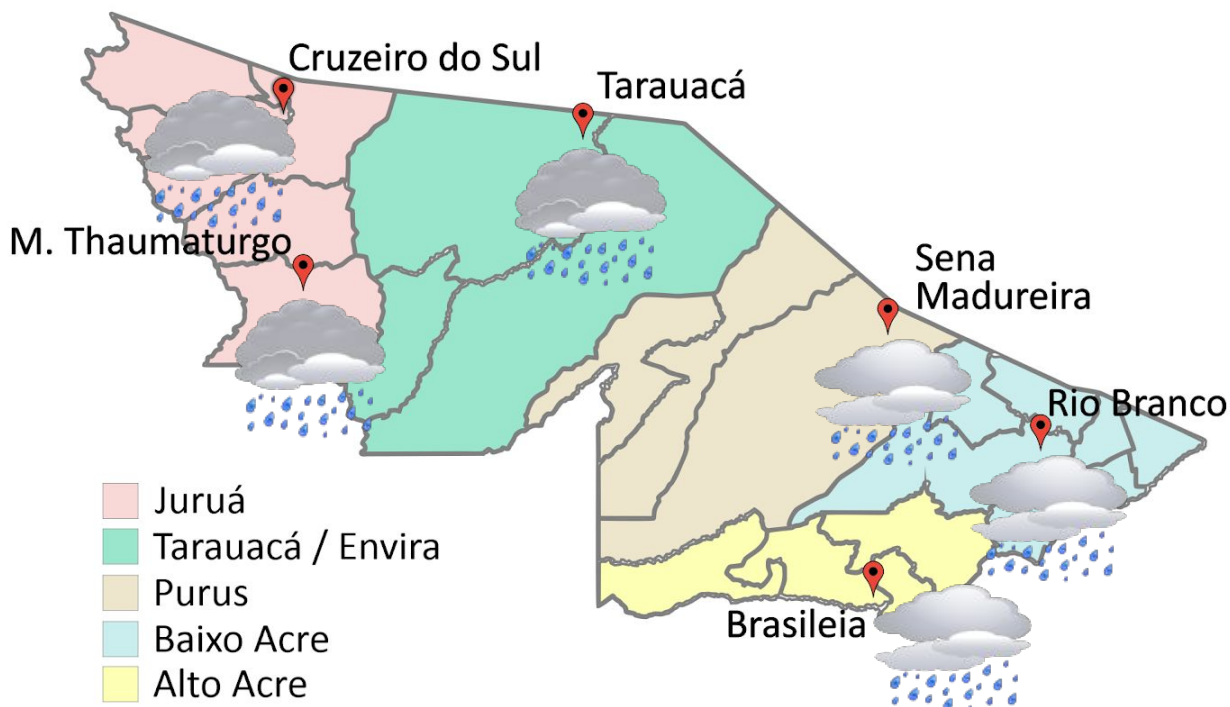 Cruzeiro do Sul
Tarauacá
M. Thaumaturgo
Sena
Madureira
Rio Branco
Brasileia
Juruá
Tarauacá / Envira
Purus
Baixo Acre
Alto Acre